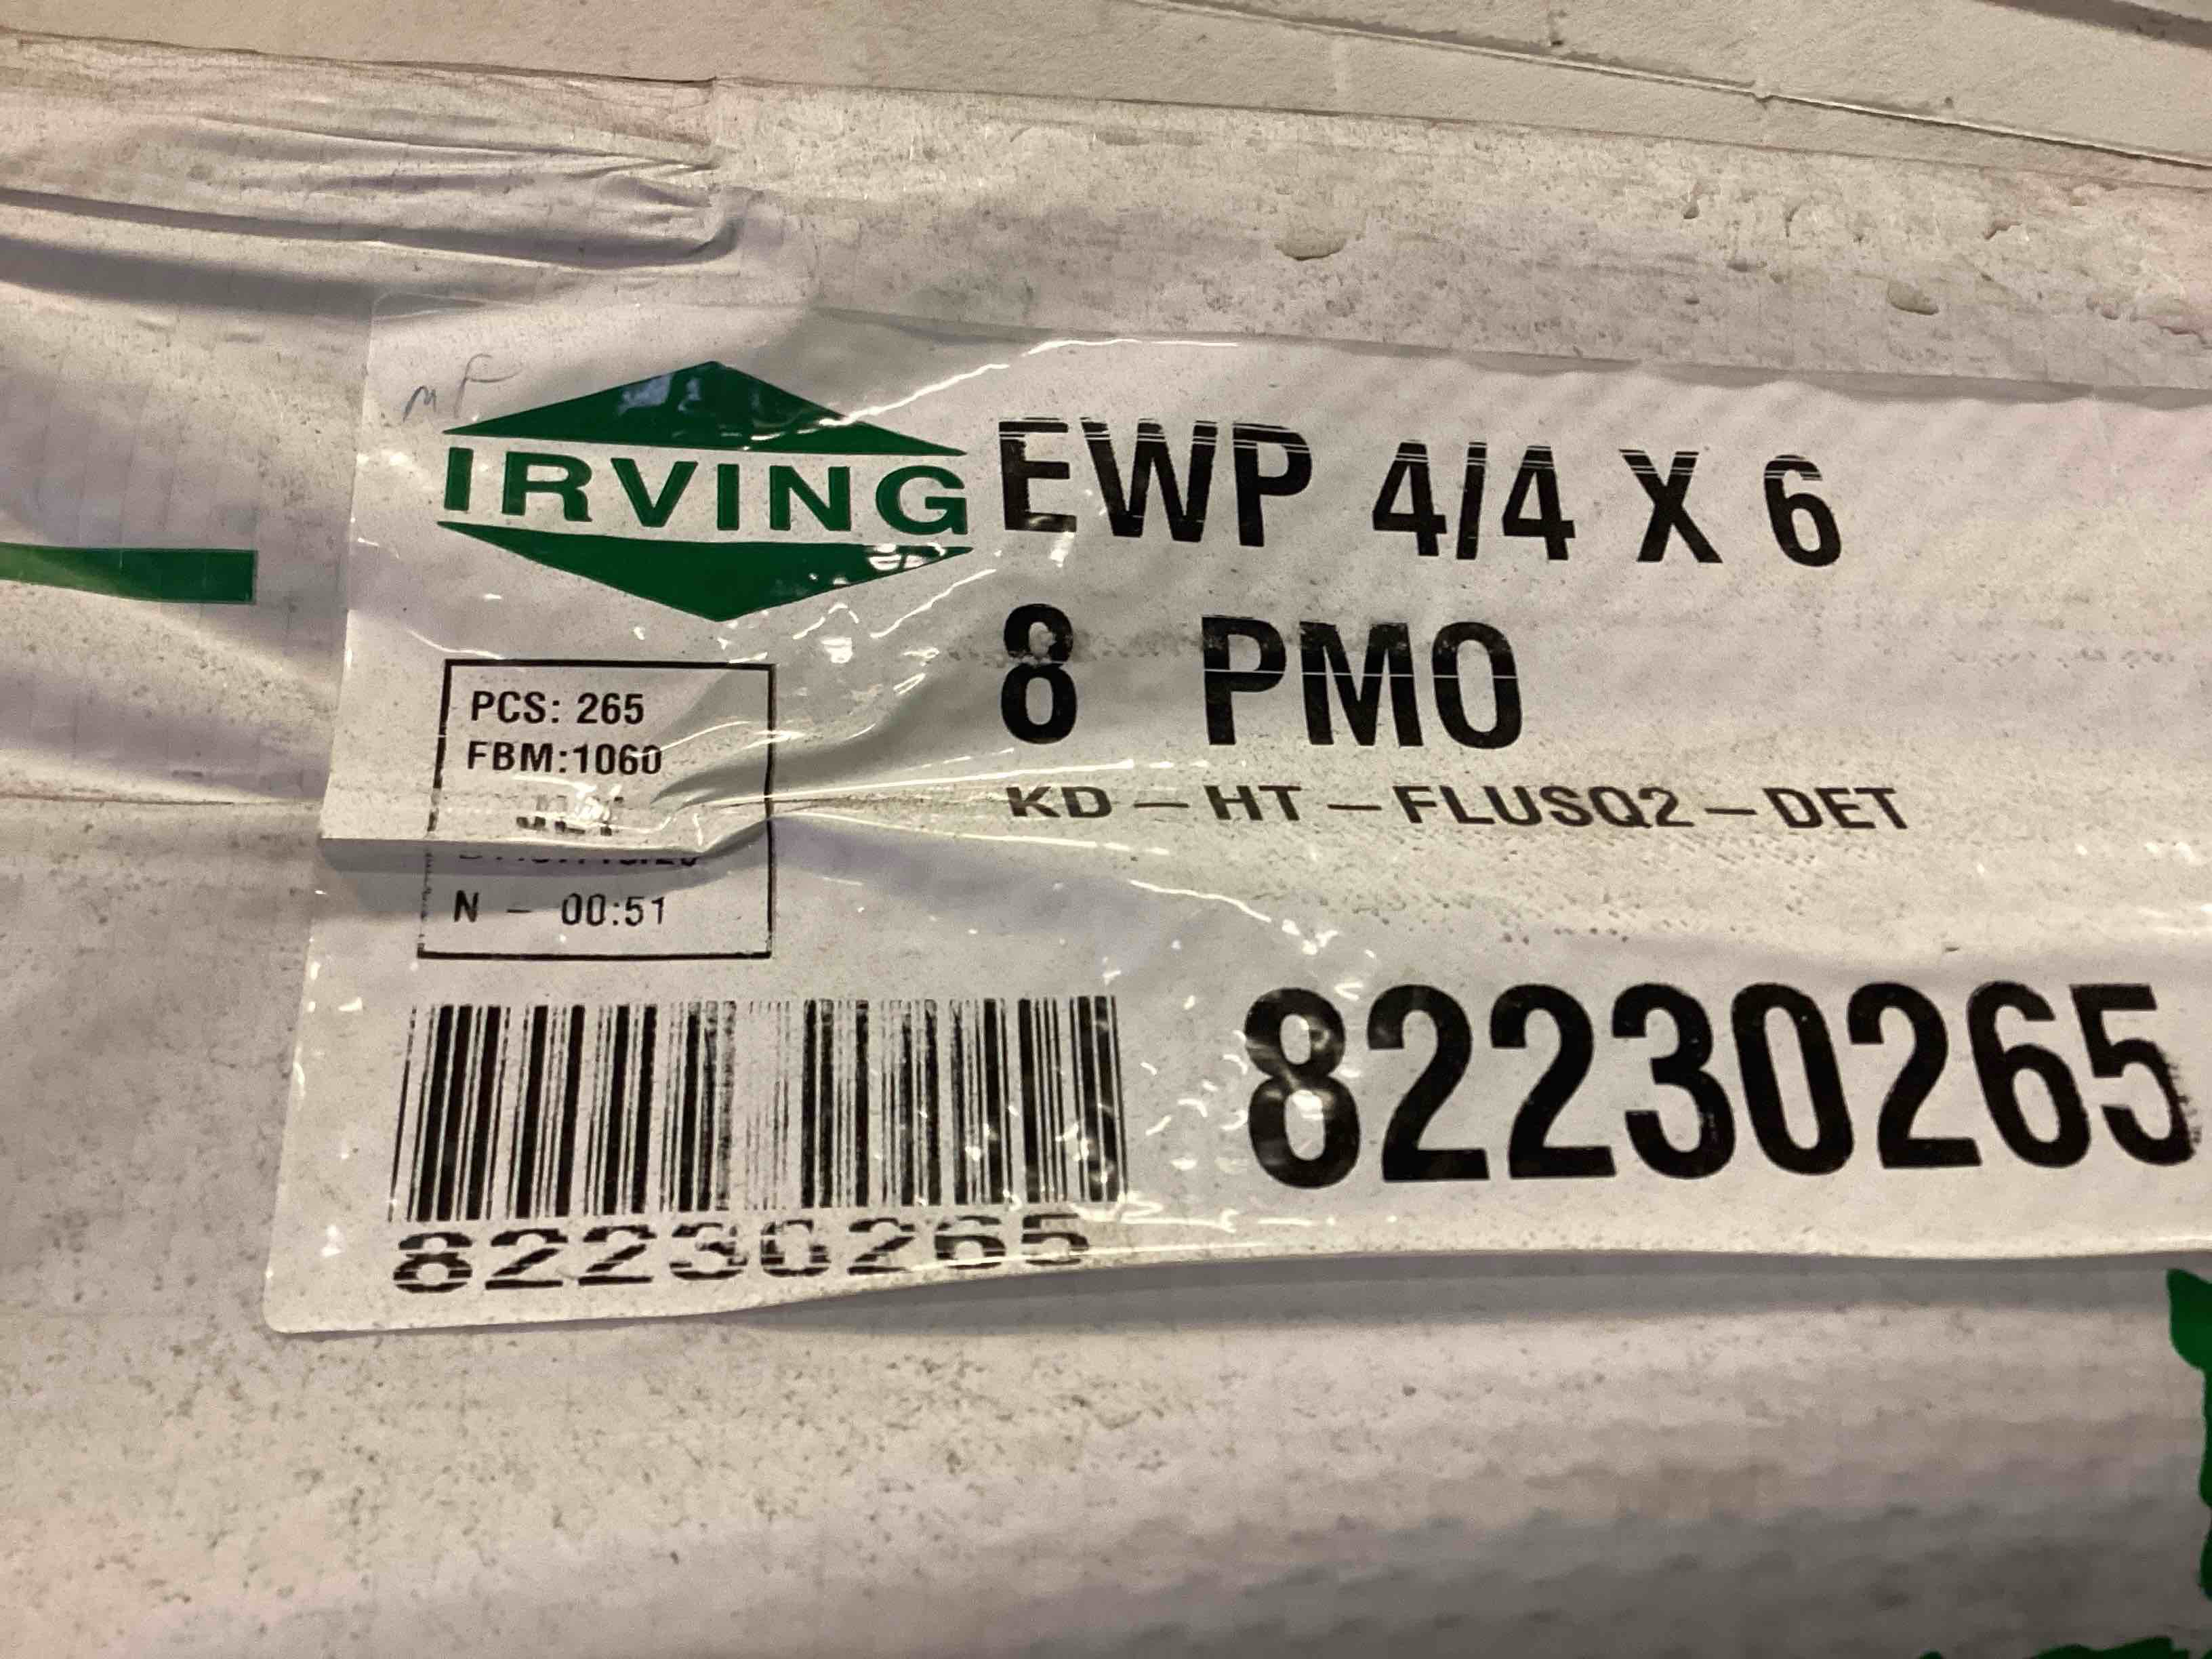 MF
IRVING
EWP 4/4 X 6
8 PMO
KD-HT-FLUSQ2-DET
PCS: 265
FBM:1060
N - 00:51
82230265
82230265